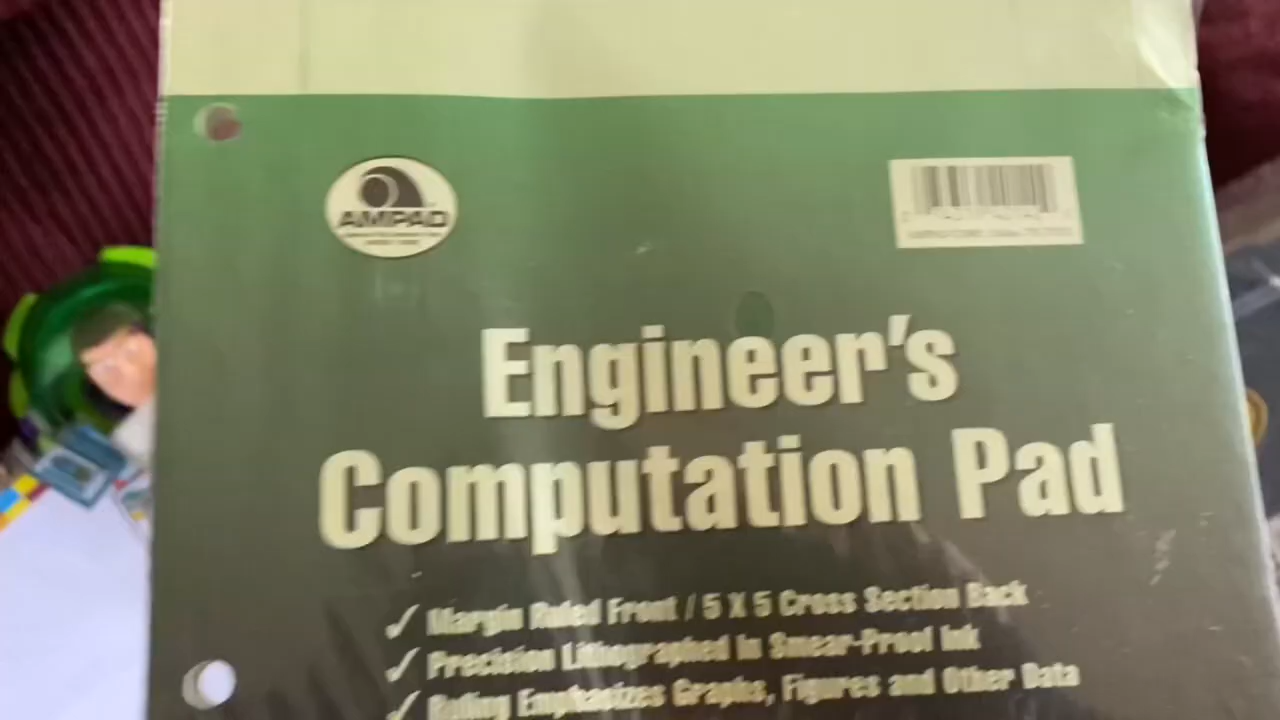 AMPAD
Engineer's
Computation Pad
✓ Margin Ruled Front / 5 X 5 Cross Section Back
✓ Precision Lithographed in Smear-Proof Ink
✓ Ruling Emphasizes Graphs, Figures and Other Data